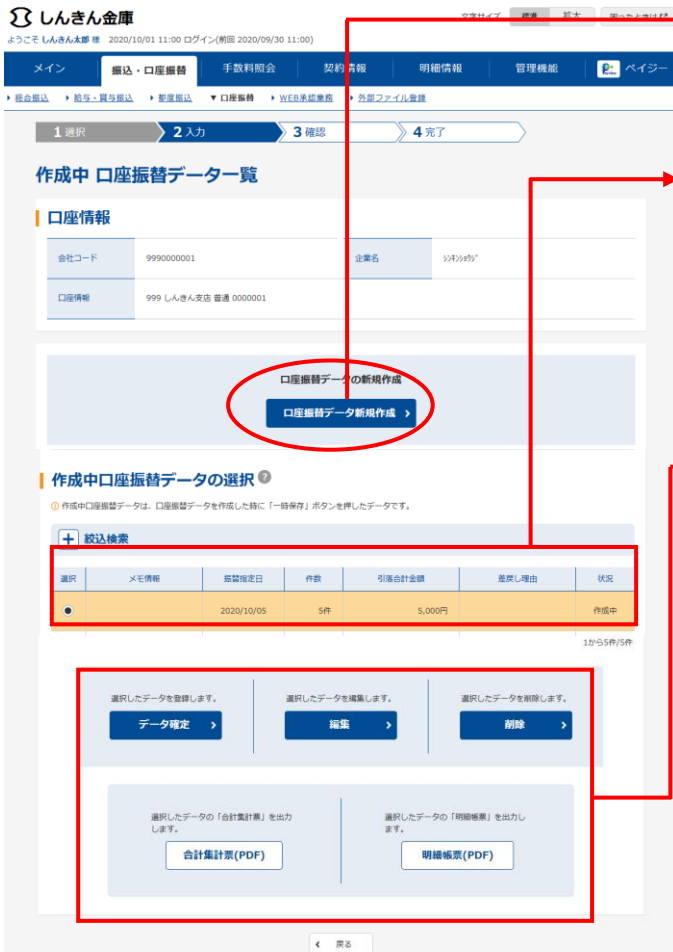 しんきん金庫
文字サイズ 標準 拡大 困ったときは
ようこそ しんきん太郎 様 2020/10/01 11:00 ログイン(前回 2020/09/30 11:00)
メイン 振込・口座振替 手数料照会 契約情報 明細情報 管理機能 ペイジー
総合振込 給与・賞与振込 都度振込 ▼ 口座振替 WEB承認業務 外部ファイル登録
1 選択 2 入力 3 確認 4 完了
作成中 口座振替データ一覧
口座情報
会社コード 9990000001 企業名 ｼﾝｷﾝｼｮｳｼﾞ
口座情報 999 しんきん支店 普通 0000001
口座振替データの新規作成
口座振替データ新規作成
作成中口座振替データの選択
作成中口座振替データは、口座振替データを作成した時に「一時保存」ボタンを押したデータです。
絞込検索
選択 メモ情報 振替指定日 件数 引落合計金額 差戻し理由 状況
2020/10/05 5件 5,000円 作成中
1から5件/5件
選択したデータを登録します。 選択したデータを編集します。 選択したデータを削除します。
データ確定 編集 削除
選択したデータの「合計集計票」を出力
します。
合計集計票(PDF)
選択したデータの「明細帳票」を出力し
ます。
明細帳票(PDF)
戻る